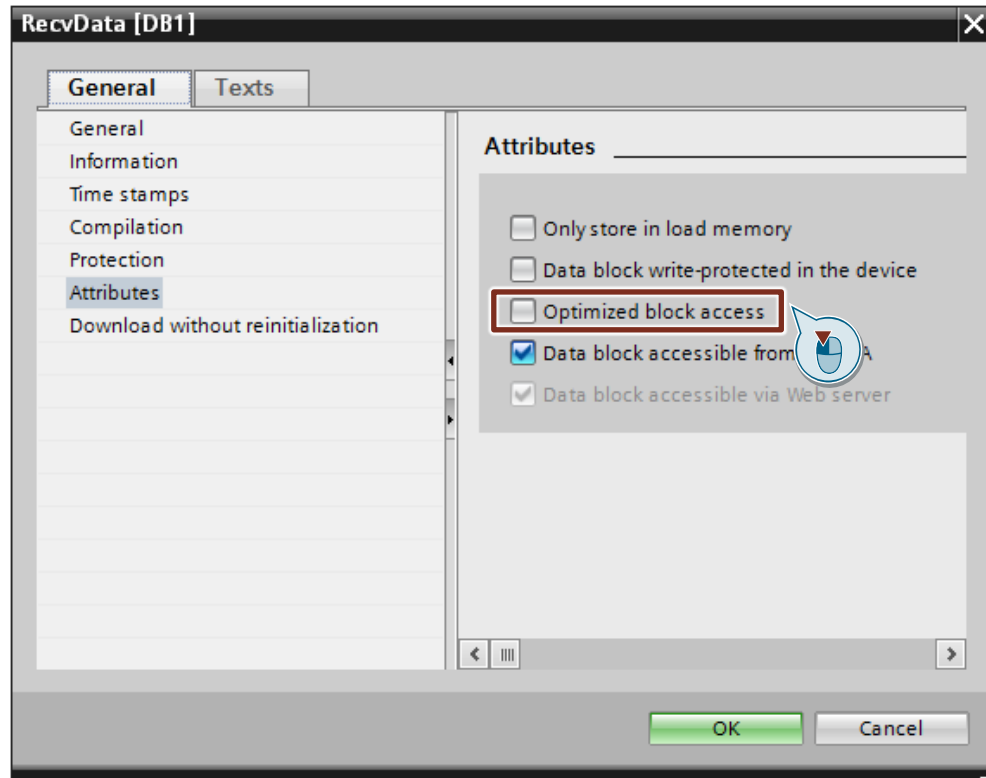 RecvData [DB1]
General Texts
General
Information
Time stamps
Compilation
Protection
Attributes
Download without reinitialization
Attributes
Only store in load memory
Data block write-protected in the device
Optimized block access
Data block accessible from A
Data block accessible via Web server
OK Cancel